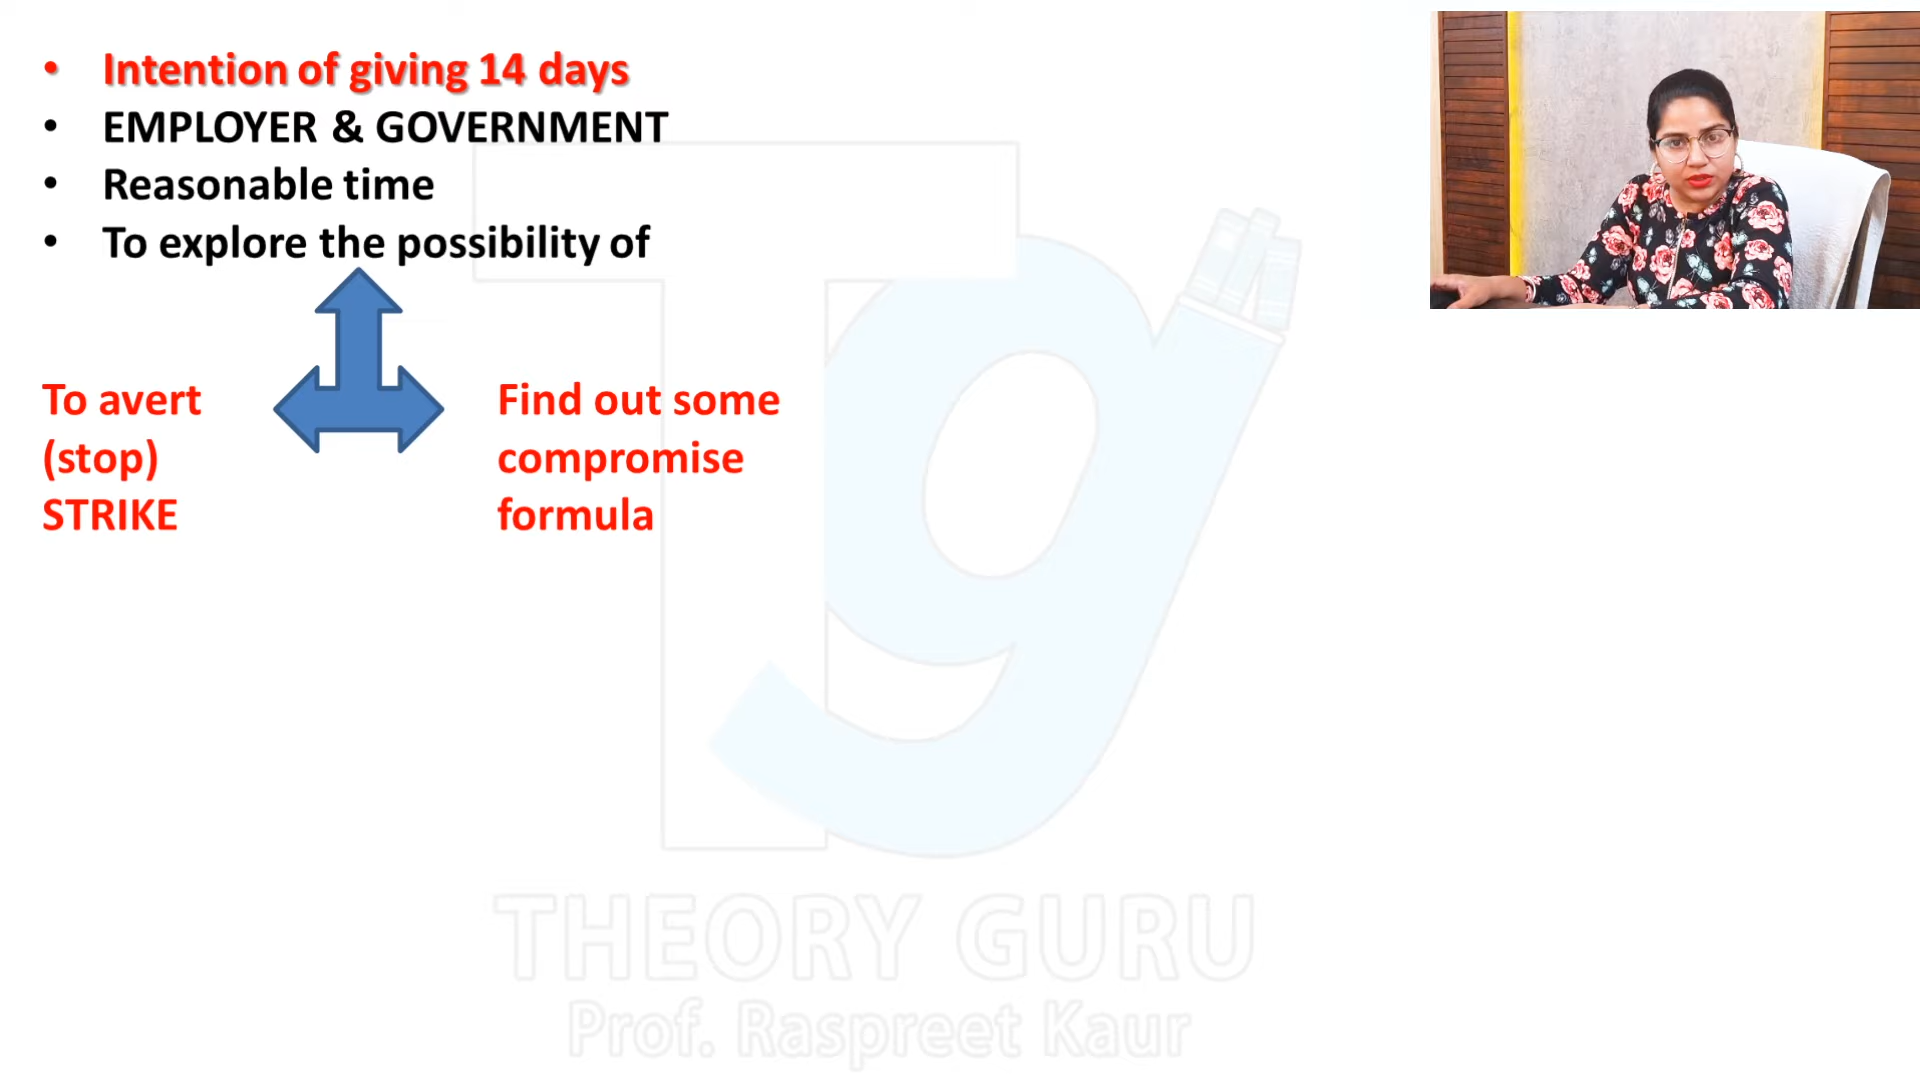 • Intention of giving 14 days
• EMPLOYER & GOVERNMENT
• Reasonable time
• To explore the possibility of
To avert
(stop)
STRIKE
Find out some
compromise
formula
Tg
THEORY GURU
Prof. Raspreet Kaur